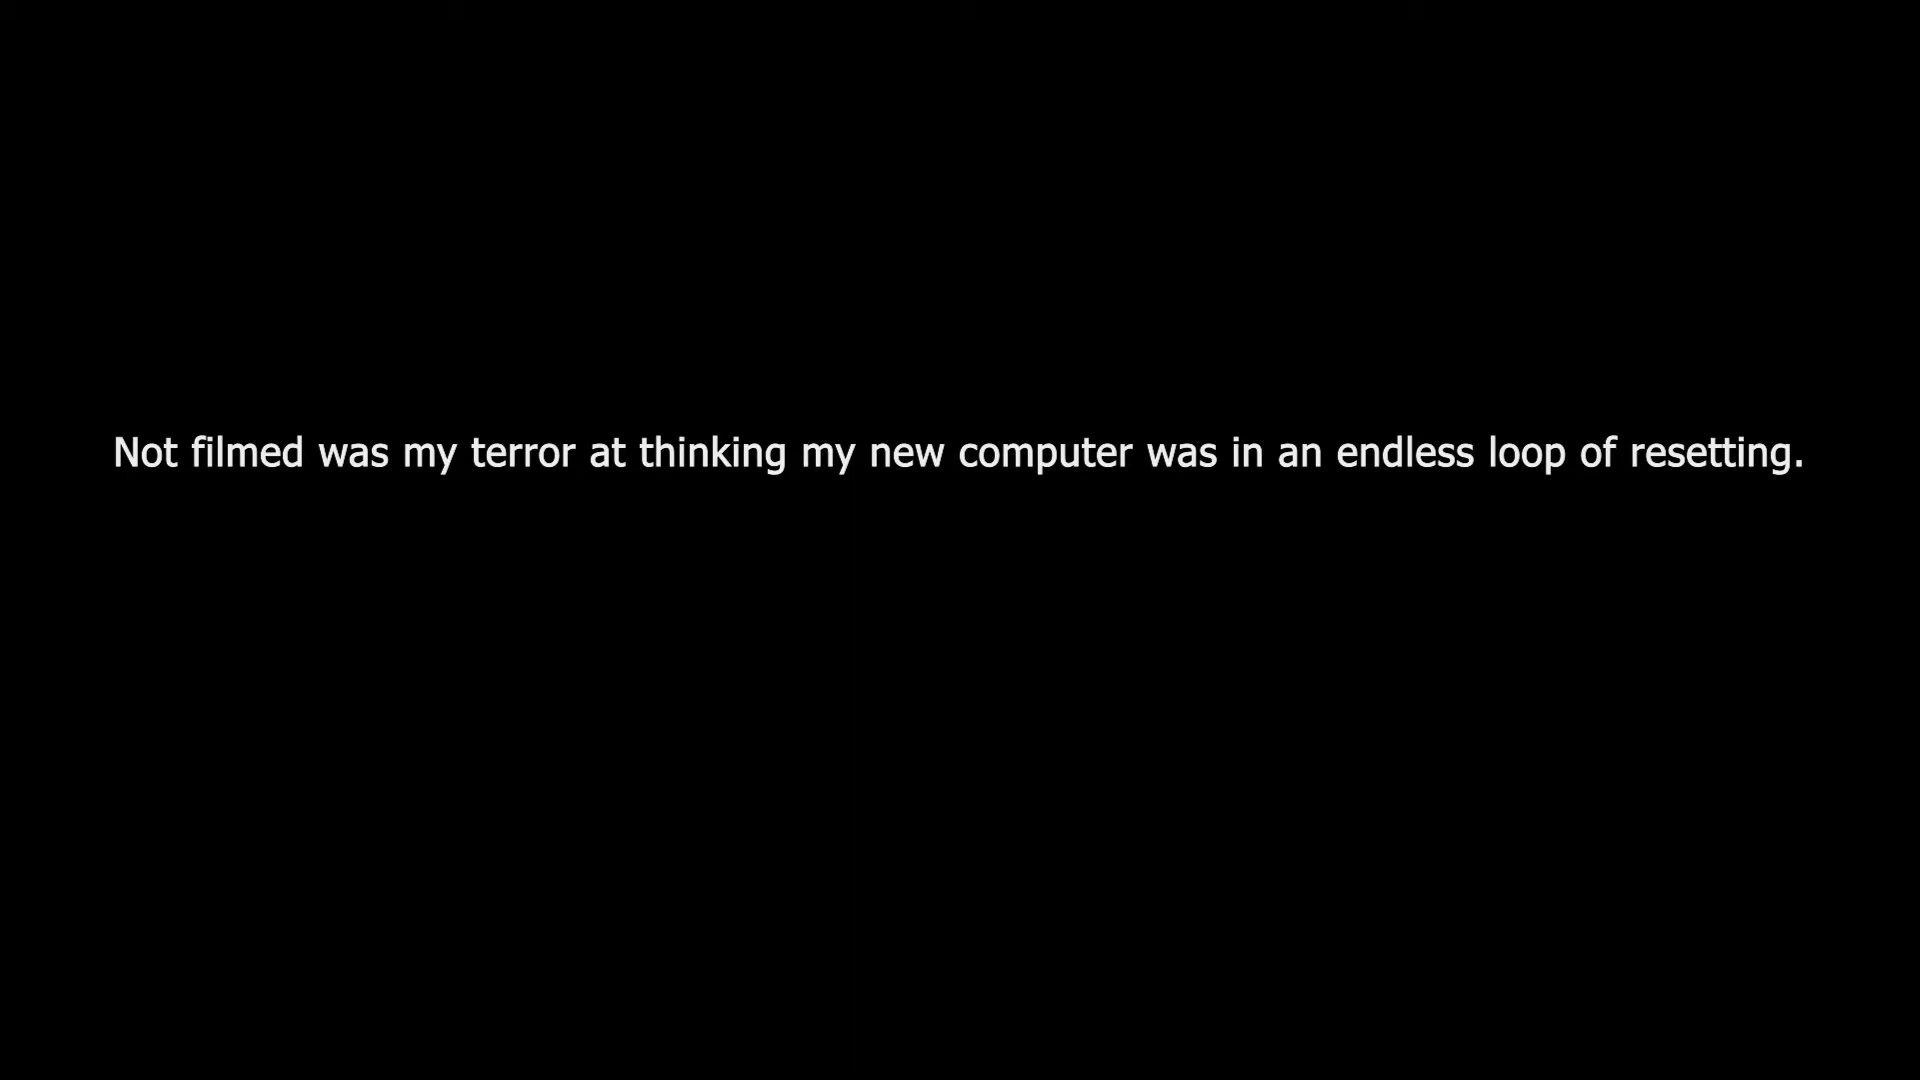 Not filmed was my terror at thinking my new computer was in an endless loop of resetting.